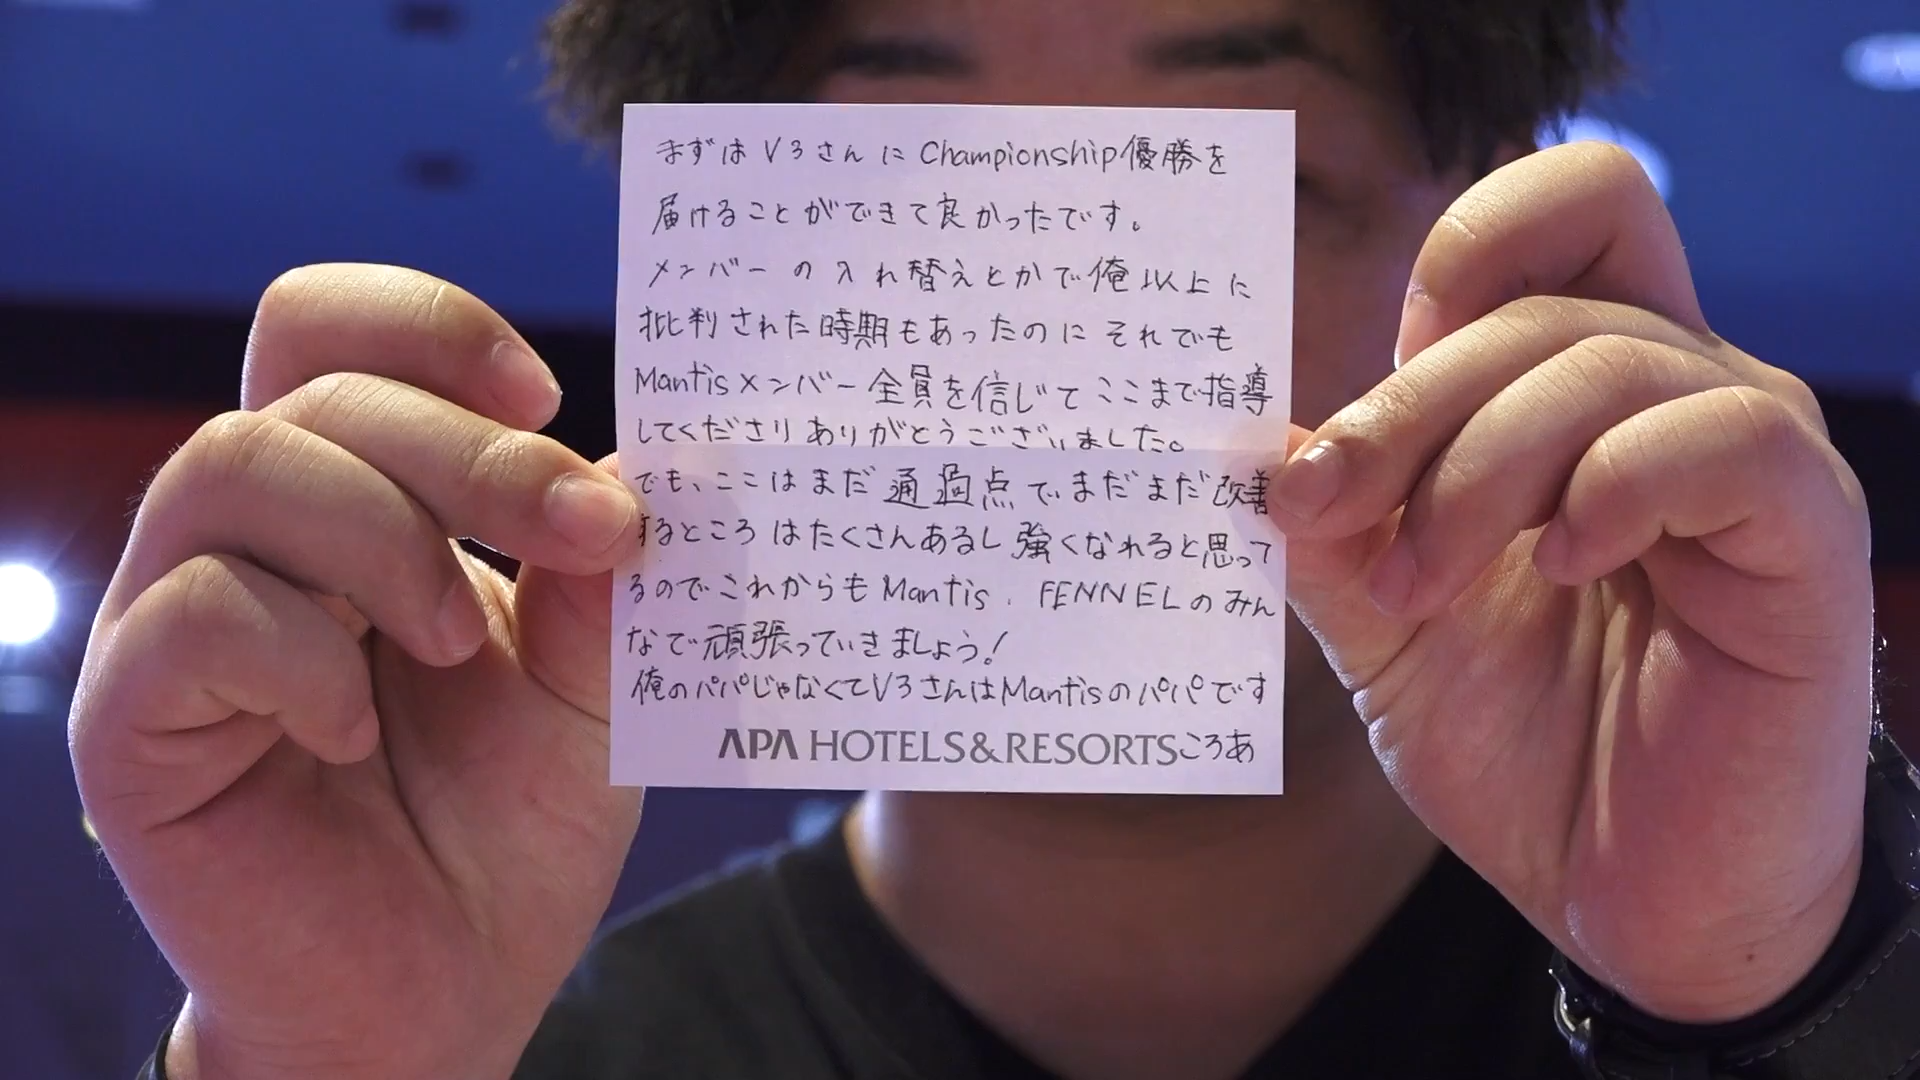 まずはV3さんにChampionship優勝を
届けることができて良かったです。
メンバーの入れ替えとかで俺以上に
批判された時期もあったのにそれでも
Mantisメンバー全員を信じてここまで指導
してくださりありがとうございました。
でも、ここはまだ通過点でまだまだ改善
するところはたくさんあるし強くなれると思って
るのでこれからもMantis. FENNELのみん
なで頑張っていきましょう!
俺のパパじゃなくてV3さんはMantisのパパです
APA HOTELS&RESORTSころあ